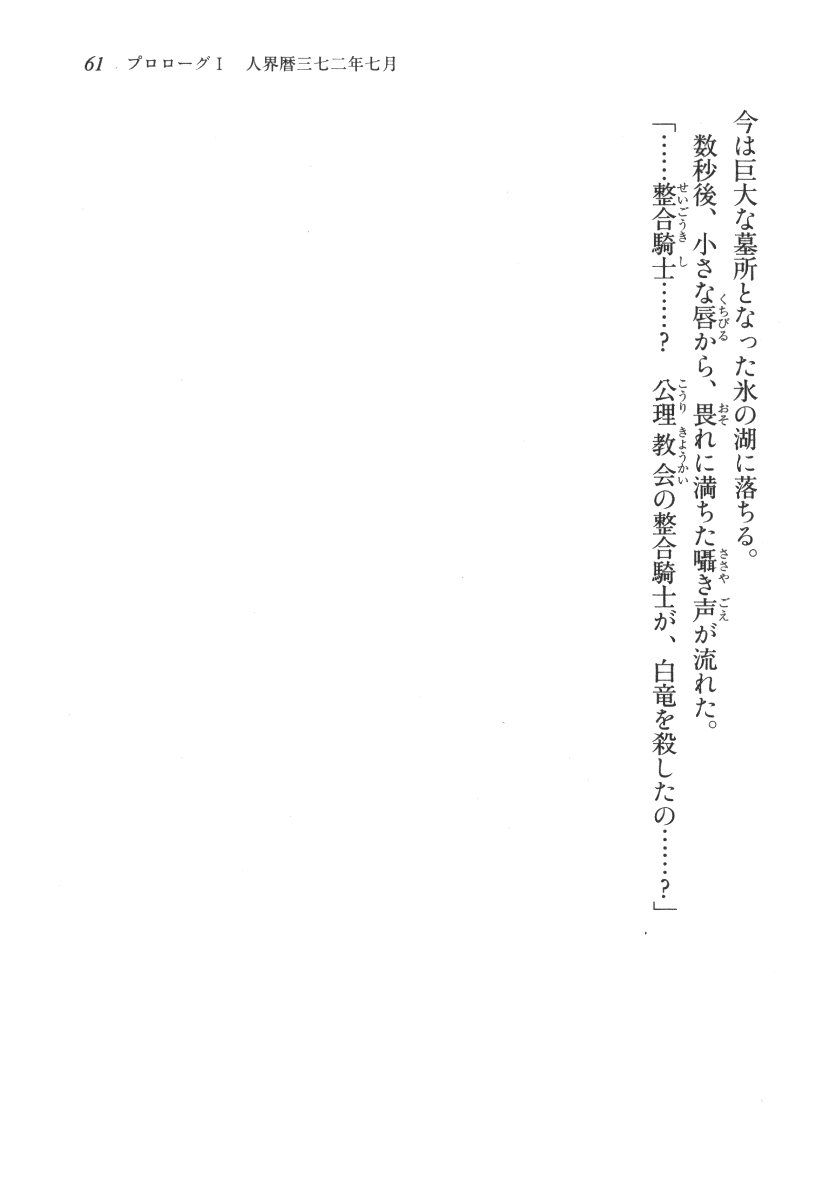 61 プロローグⅠ 人界暦三七二年七月
今は巨大な墓所となった氷の湖に落ちる。
数秒後、小さな唇から、畏れに満ちた囁き声が流れた。
「……整合騎士……？　公理教会の整合騎士が、白竜を殺したの……？」